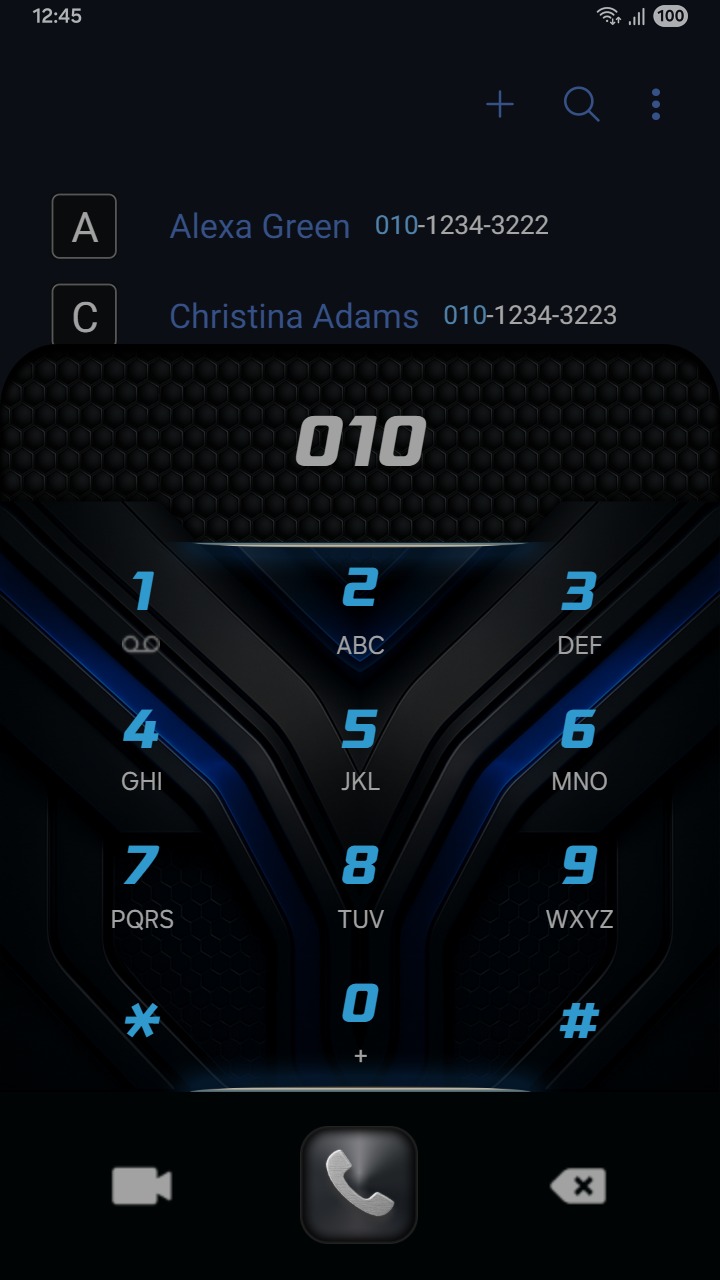 12:45 100
A Alexa Green 010-1234-3222
C Christina Adams 010-1234-3223
010
1 2 3
ABC DEF
4 5 6
GHI JKL MNO
7 8 9
PQRS TUV WXYZ
* 0 #
+